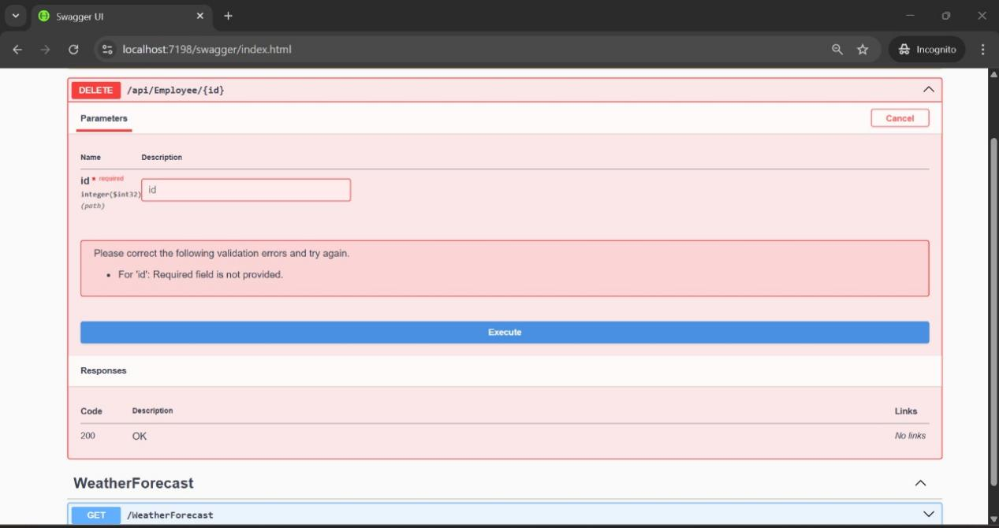 Swagger UI
localhost:7198/swagger/index.html
Incognito
DELETE /api/Employee/{id}
Parameters
Cancel
Name Description
id * required
integer($int32)
(path)
id
Please correct the following validation errors and try again.
• For 'id': Required field is not provided.
Execute
Responses
Code Description Links
200 OK No links
WeatherForecast
GET /WeatherForecast